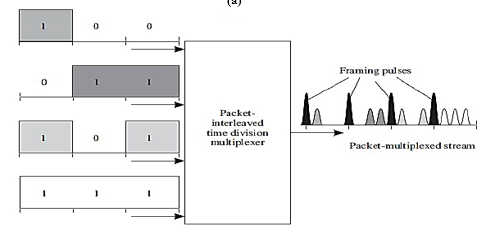 (a)
1 0 0
0 1 1
1 0 1
1 1 1
Packet-
interleaved
time division
multiplexer
Framing pulses
Packet-multiplexed stream